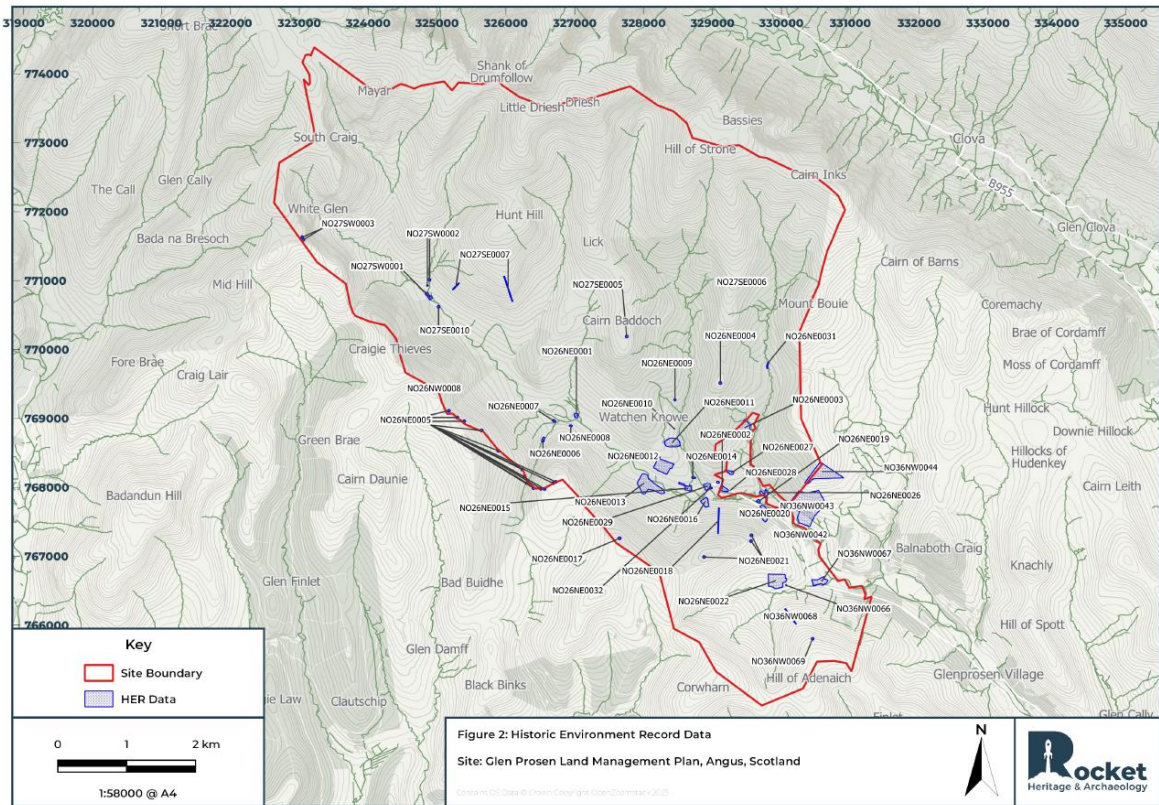 319000 320000 321000 322000 323000 324000 325000 326000 327000 328000 329000 330000 331000 332000 333000 334000 335000
Short Brae
Shank of
Drumfollow
774000
Mayar
Little Driesh
Driesh
Bassies
South Craig
773000
Hill of Strone
Clova
Glen Cally
The Call
Cairn Inks
B955
772000
White Glen
NO27SW0003
NO27SW0002
Hunt Hill
Glen Clova
Bada na Bresoch
Lick
NO27SW0001
NO27SE0007
Cairn of Barns
Mid Hill
771000
NO27SE0005
NO27SE0006
Mount Bouie
Coremachy
NO27SE0010
Cairn Baddoch
Brae of Cordamff
770000
Craigie Thieves
NO26NE0001
NO26NE0004
NO26NE0031
Fore Brae
Craig Lair
NO26NE0009
Moss of Cordamff
NO26NW0008
NO26NE0007
NO26NE0010
NO26NE0011
NO26NE0003
769000
NO26NE0005
Watchen Knowe
Hunt Hillock
Green Brae
NO26NE0008
NO26NE0002
NO26NE0027
NO26NE0019
Downie Hillock
NO26NE0006
NO26NE0012
NO26NE0014
Hillocks of
Hudenkey
NO26NE0028
NO36NW0044
768000
Badandun Hill
Cairn Daunie
Cairn Leith
NO26NE0015
NO26NE0013
NO26NE0026
NO26NE0029
NO26NE0016
NO26NE0020
NO36NW0043
NO36NW0042
Balnaboth Craig
767000
NO26NE0017
NO26NE0018
NO26NE0021
NO36NW0067
Glen Finlet
Bad Buidhe
Knachly
NO26NE0032
NO26NE0022
NO36NW0066
766000
NO36NW0068
Hill of Spott
Glen Damff
NO36NW0069
Black Binks
Corwharn
Hill of Adenaich
Glenprosen Village
Clautschip
Glen Cally
Key
Site Boundary
HER Data
0 1 2 km
1:58000 @ A4
Figure 2: Historic Environment Record Data
Site: Glen Prosen Land Management Plan, Angus, Scotland
N
Rocket
Heritage & Archaeology